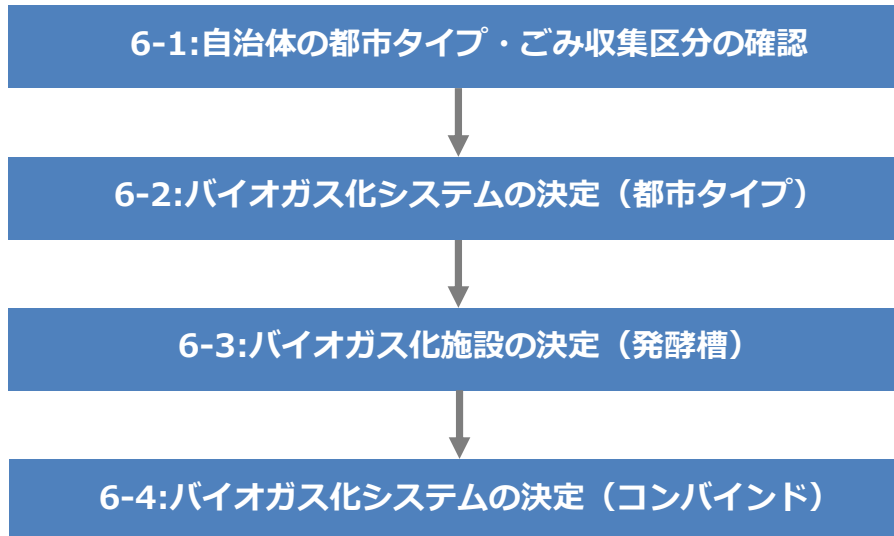 6-1:自治体の都市タイプ・ごみ収集区分の確認
6-2:バイオガス化システムの決定（都市タイプ）
6-3:バイオガス化施設の決定（発酵槽）
6-4:バイオガス化システムの決定（コンバインド）